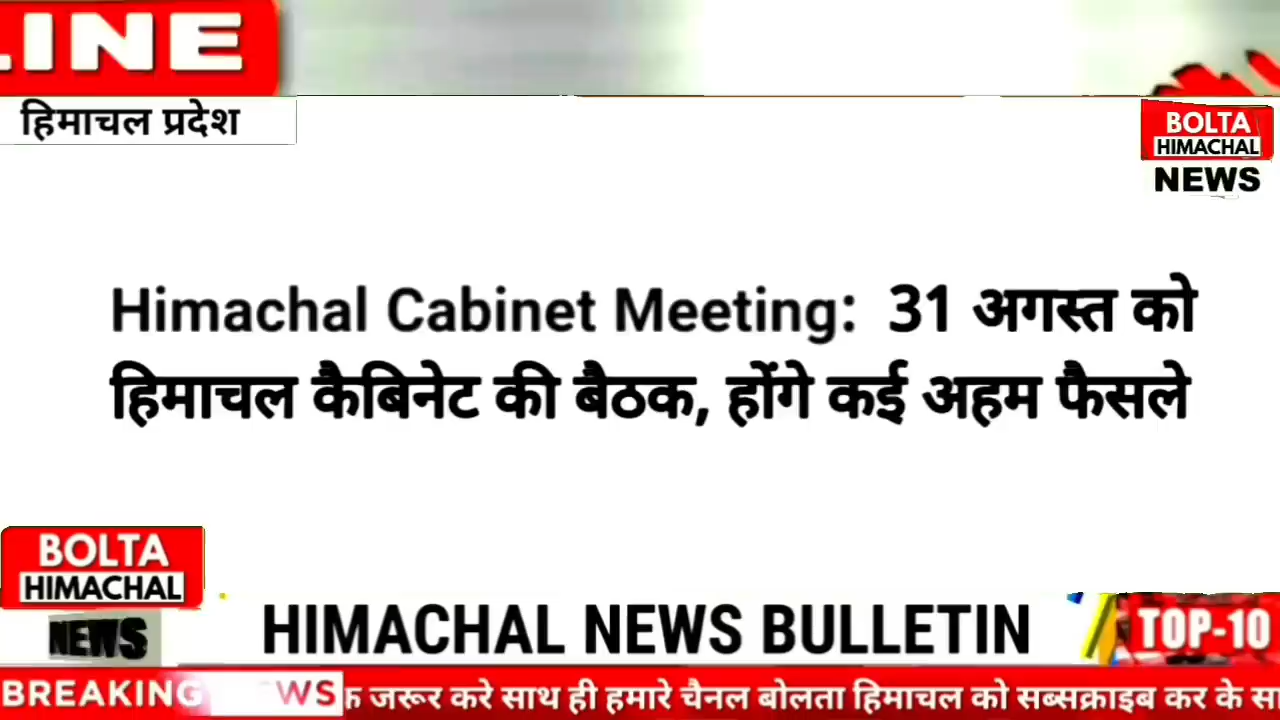 LINE
हिमाचल प्रदेश
BOLTA
HIMACHAL
NEWS
Himachal Cabinet Meeting: 31 अगस्त को
हिमाचल कैबिनेट की बैठक, होंगे कई अहम फैसले
BOLTA
HIMACHAL
NEWS
HIMACHAL NEWS BULLETIN
TOP-10
BREAKING NEWS
जरूर करे साथ ही हमारे चैनल बोलता हिमाचल को सब्सक्राइब कर के